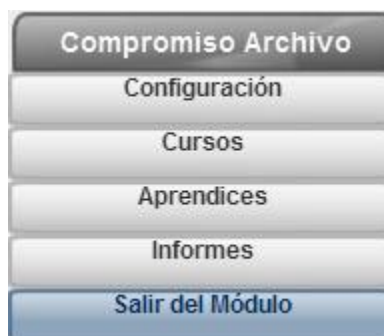 Compromiso Archivo
Configuración
Cursos
Aprendices
Informes
Salir del Módulo